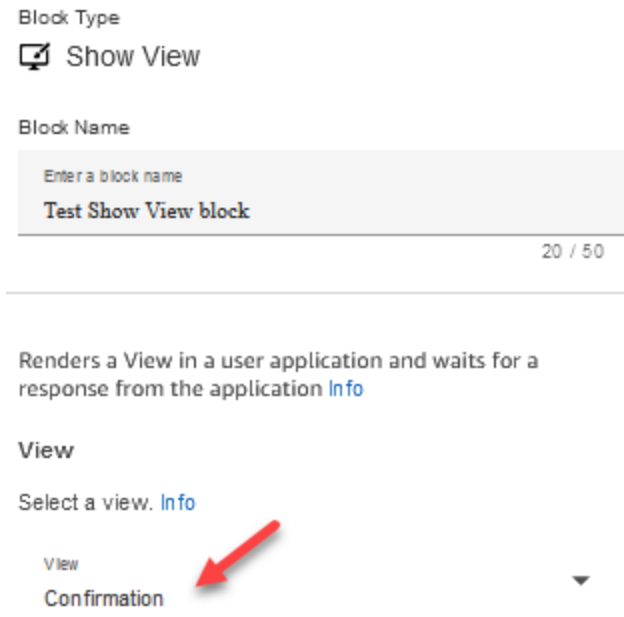 Block Type
Show View
Block Name
Enter a block name
Test Show View block
20 / 50
Renders a View in a user application and waits for a
response from the application Info
View
Select a view. Info
View
Confirmation